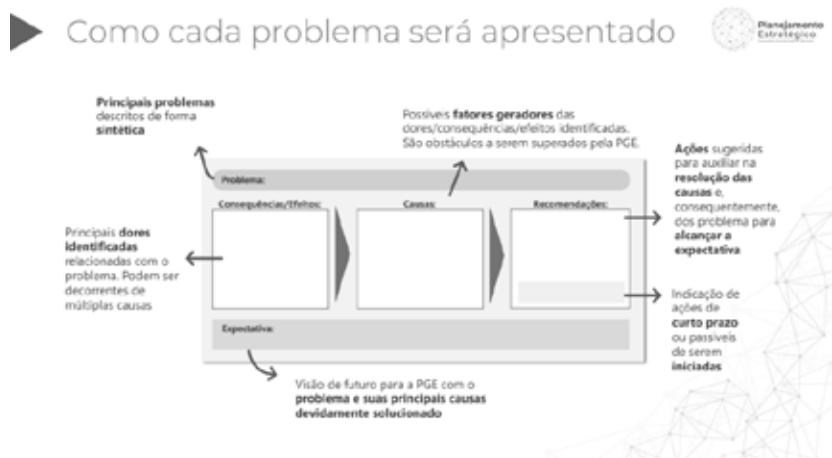 Como cada problema será apresentado
Planejamento
Estratégico
Principais problemas
descritos de forma
sintética
Possíveis fatores geradores das
dores/consequências/efeitos identificadas.
São obstáculos a serem superados pela PGE.
Ações sugeridas
para auxiliar na
resolução das
causas e,
consequentemente,
dos problema para
alcançar a
expectativa
Problema:
Consequências/Efeitos:
Causas:
Recomendações:
Principais dores
identificadas
relacionadas com o
problema. Podem ser
decorrentes de
múltiplas causas
Indicação de
ações de
curto prazo
ou passíveis
de serem
iniciadas
Expectativa:
Visão de futuro para a PGE com o
problema e suas principais causas
devidamente solucionado